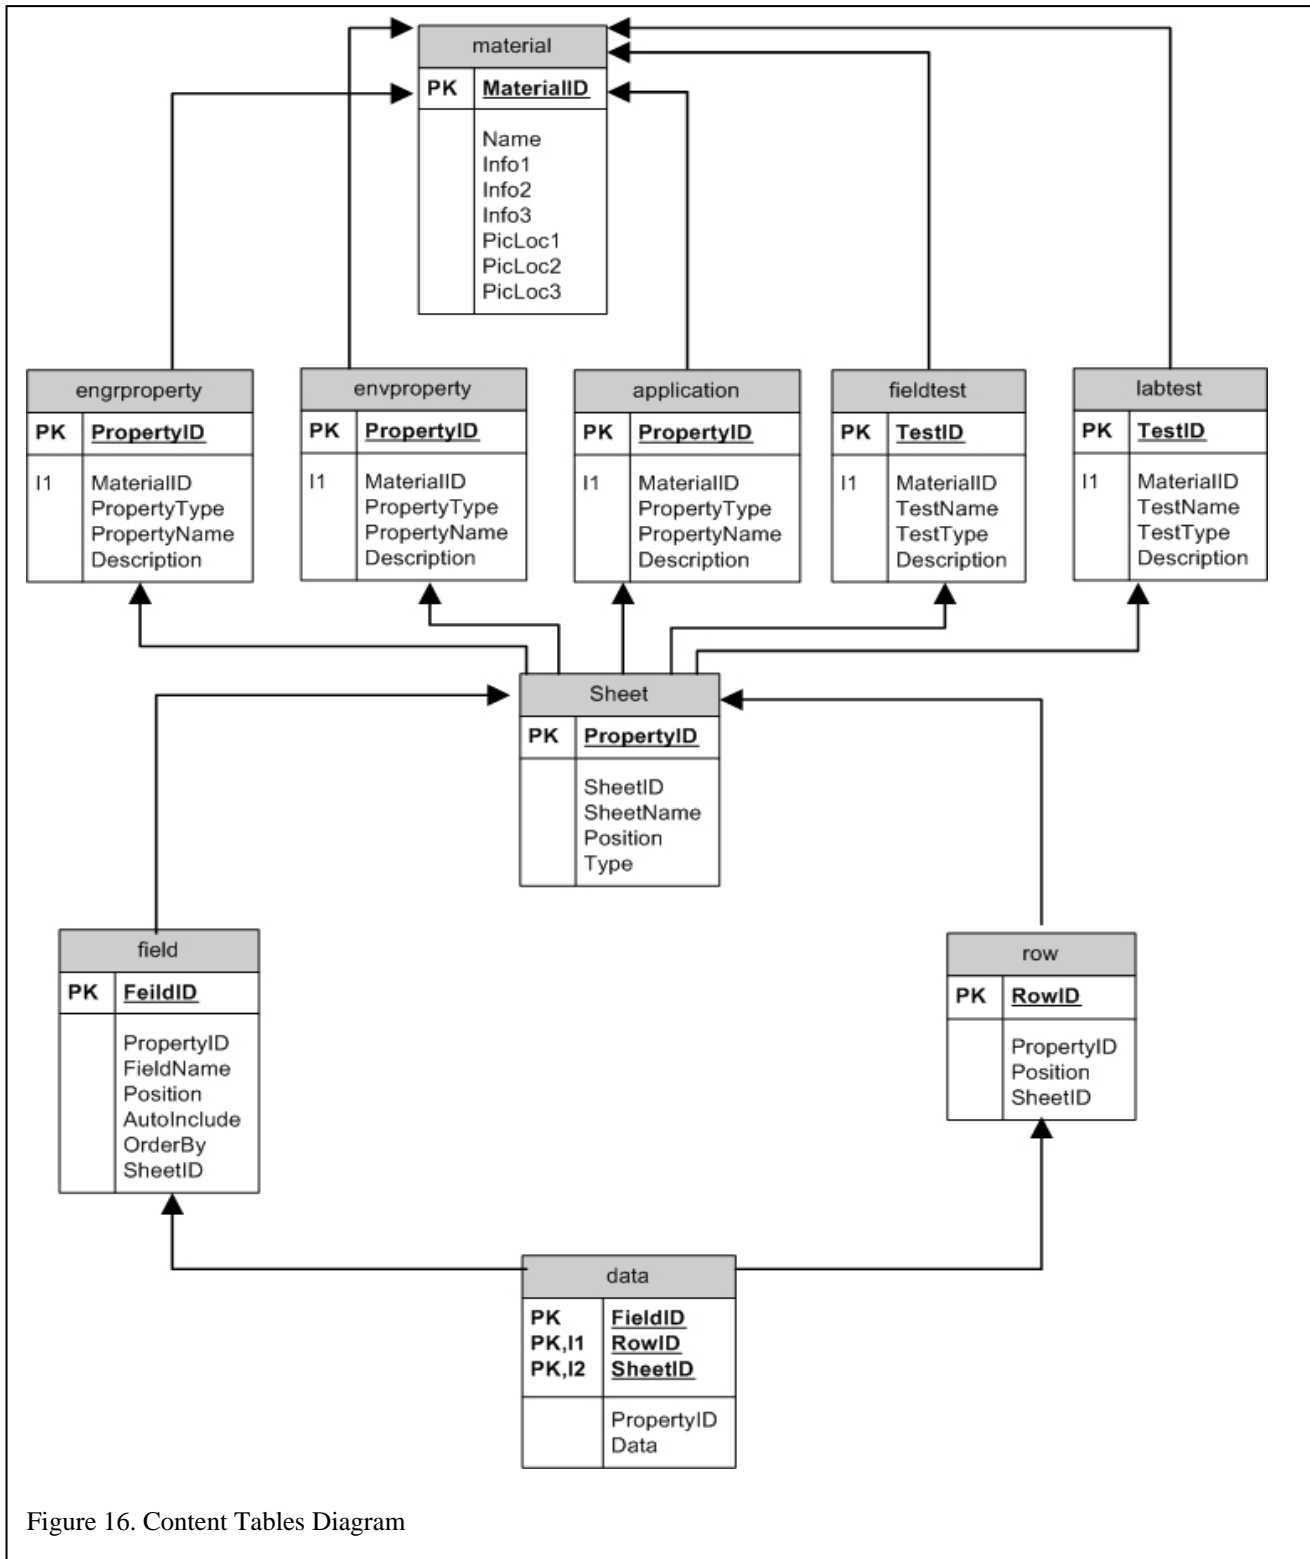 material
PK MaterialID
Name
Info1
Info2
Info3
PicLoc1
PicLoc2
PicLoc3
engrproperty
PK PropertyID
I1 MaterialID
PropertyType
PropertyName
Description
envproperty
PK PropertyID
I1 MaterialID
PropertyType
PropertyName
Description
application
PK PropertyID
I1 MaterialID
PropertyType
PropertyName
Description
fieldtest
PK TestID
I1 MaterialID
TestName
TestType
Description
labtest
PK TestID
I1 MaterialID
TestName
TestType
Description
Sheet
PK PropertyID
SheetID
SheetName
Position
Type
field
PK FeildID
PropertyID
FieldName
Position
AutoInclude
OrderBy
SheetID
row
PK RowID
PropertyID
Position
SheetID
data
PK FieldID
PK,I1 RowID
PK,I2 SheetID
PropertyID
Data
Figure 16. Content Tables Diagram